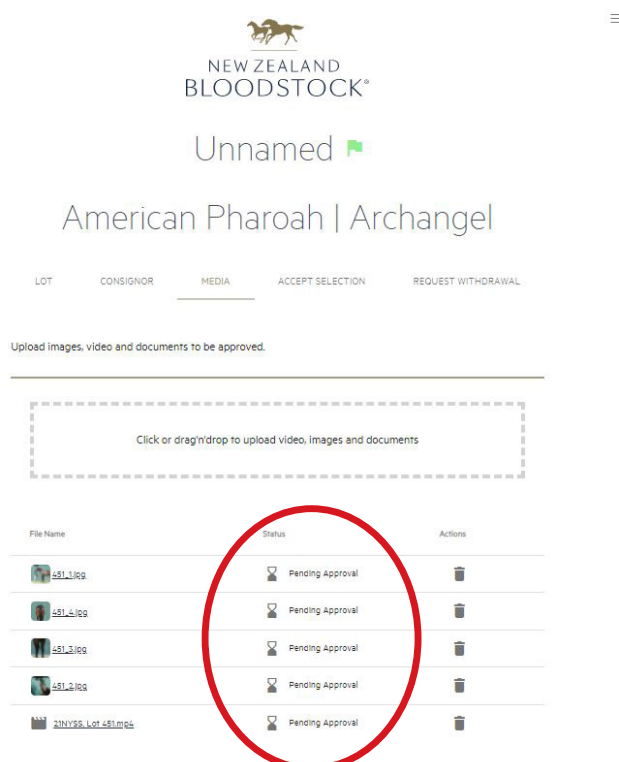 NEW ZEALAND
BLOODSTOCK®
Unnamed
American Pharoah | Archangel
LOT CONSIGNOR MEDIA ACCEPT SELECTION REQUEST WITHDRAWAL
Upload images, video and documents to be approved.
Click or drag'n'drop to upload video, images and documents
File Name Status Actions
451_1.jpg Pending Approval
451_4.jpg Pending Approval
451_3.jpg Pending Approval
451_2.jpg Pending Approval
21NYSS. Lot 451.mp4 Pending Approval